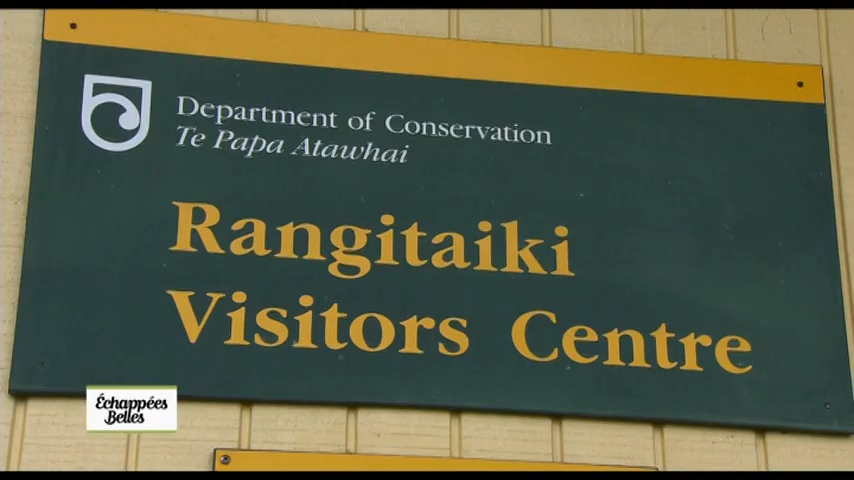 Department of Conservation
Te Papa Atawhai
Rangitaiki
Visitors Centre
Échappées
Belles